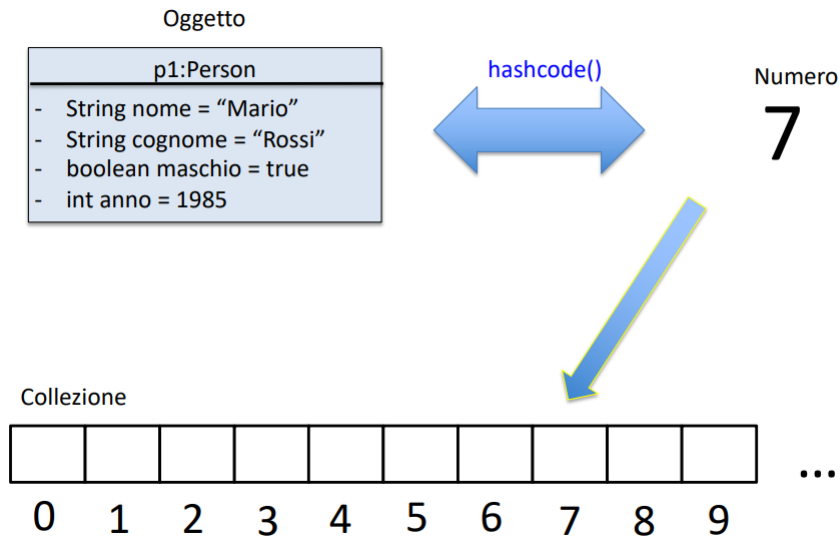 Oggetto
p1:Person
- String nome = “Mario”
- String cognome = “Rossi”
- boolean maschio = true
- int anno = 1985
hashcode()
Numero
7
Collezione
0 1 2 3 4 5 6 7 8 9 ...